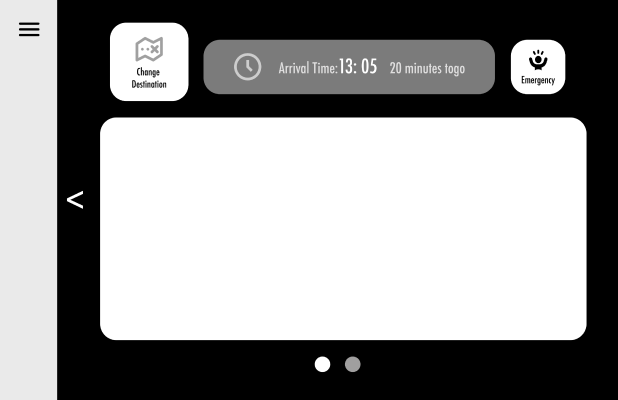 Change
Destination
Arrival Time: 13: 05 20 minutes togo
Emergency
<